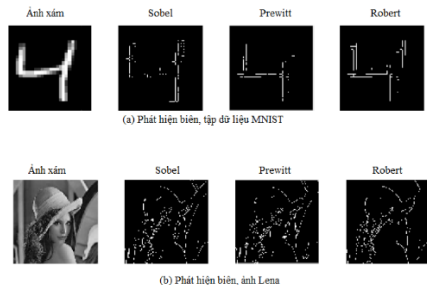 Ảnh xám Sobel Prewitt Robert
(a) Phát hiện biên, tập dữ liệu MNIST
Ảnh xám Sobel Prewitt Robert
(b) Phát hiện biên, ảnh Lena